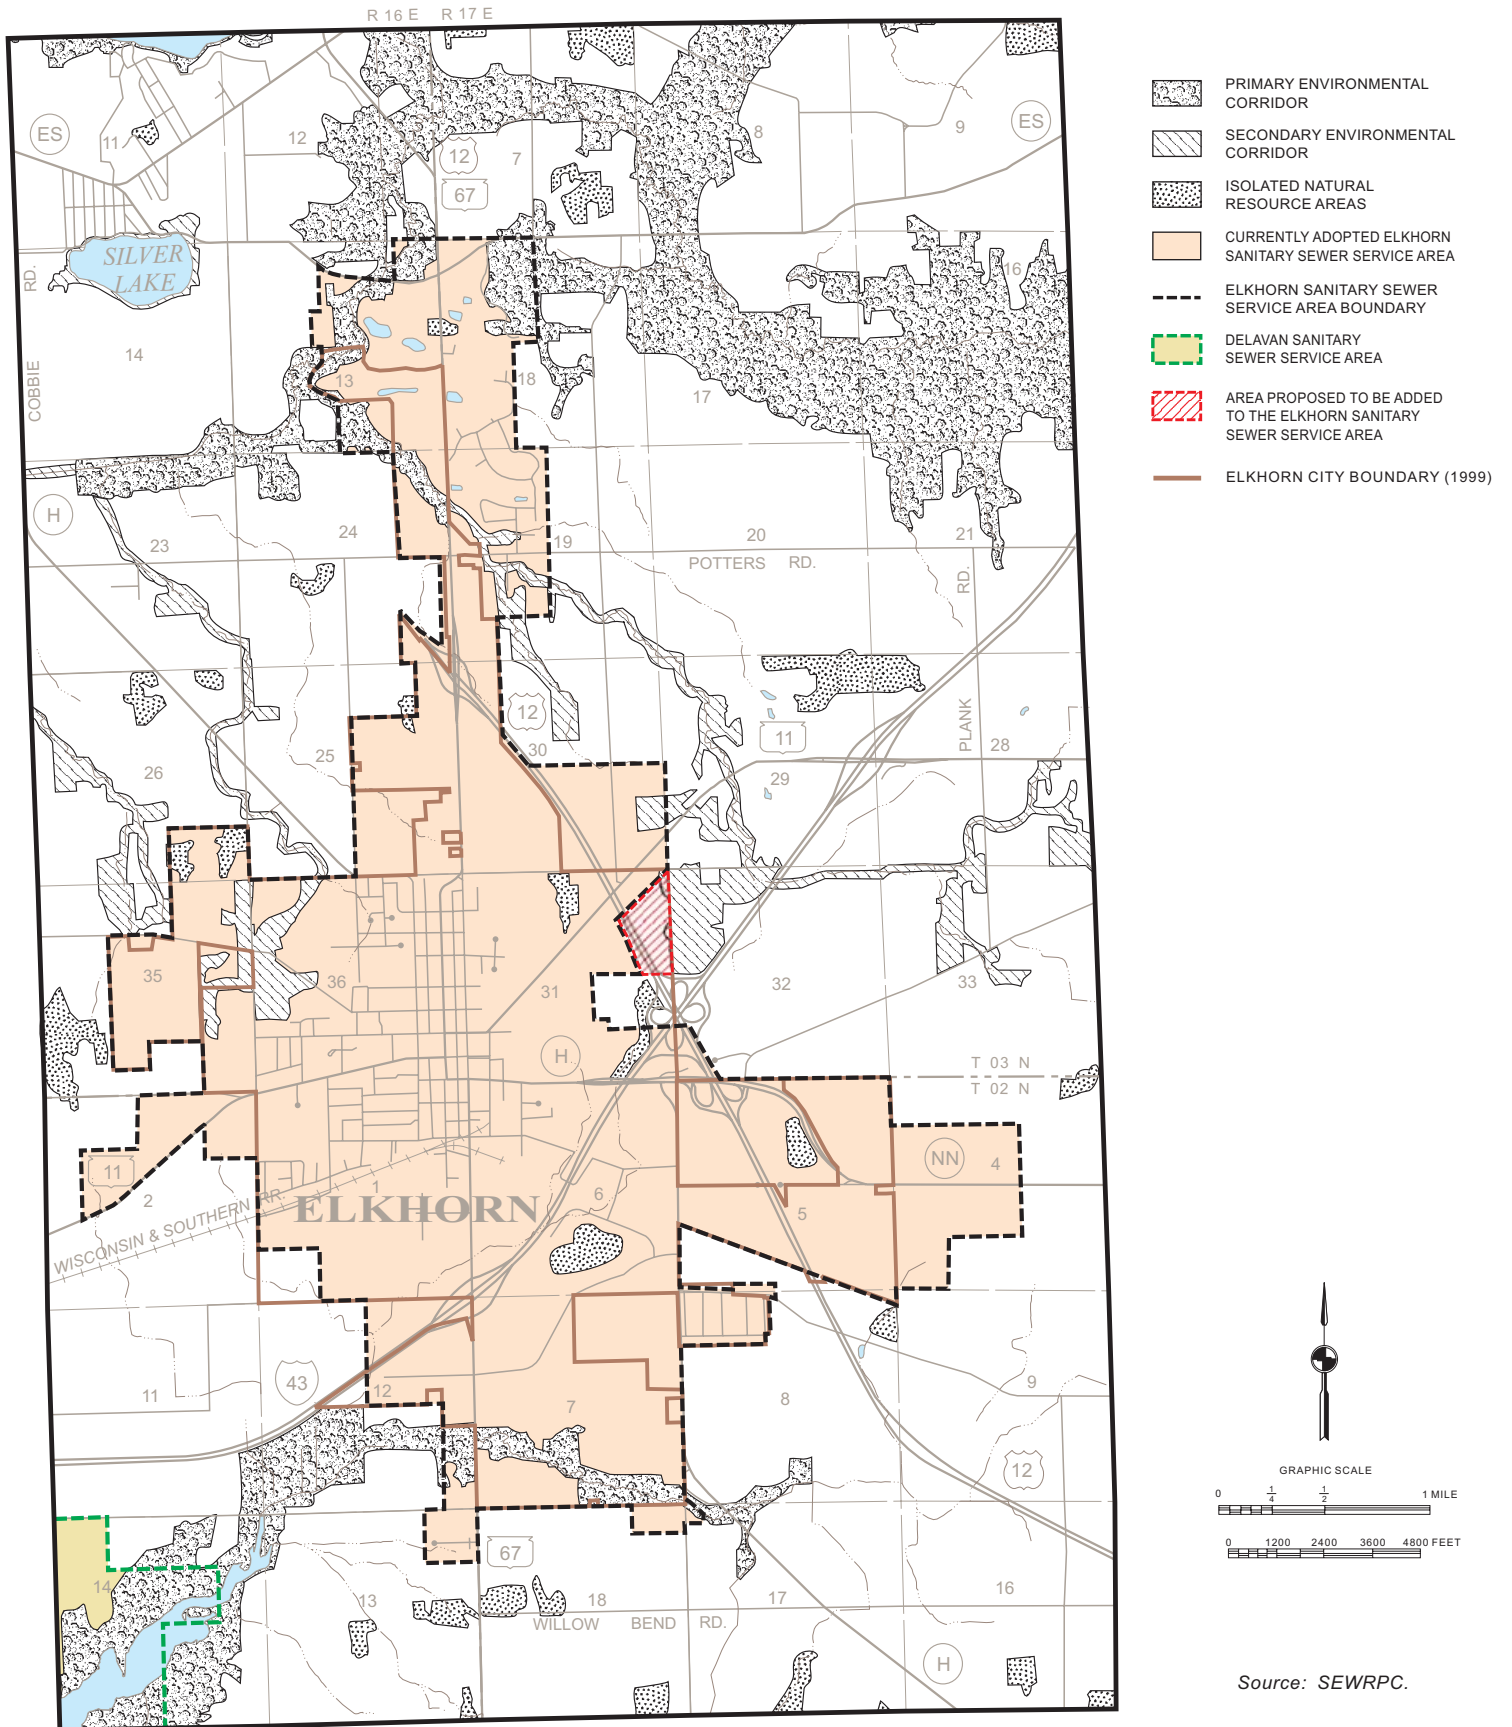 R 16 E R 17 E
ES
11
12
12
67
7
8
9
ES
SILVER
LAKE
RD.
COBBIE
14
13
18
17
16
H
23
24
19
20
21
POTTERS RD.
RD.
PLANK
12
11
26
25
30
29
28
35
36
31
32
33
H
T 03 N
T 02 N
11
2
1
NN
4
WISCONSIN & SOUTHERN RR.
ELKHORN
6
5
43
11
12
7
8
9
12
67
14
13
18
17
16
WILLOW BEND RD.
H
PRIMARY ENVIRONMENTAL
CORRIDOR
SECONDARY ENVIRONMENTAL
CORRIDOR
ISOLATED NATURAL
RESOURCE AREAS
CURRENTLY ADOPTED ELKHORN
SANITARY SEWER SERVICE AREA
ELKHORN SANITARY SEWER
SERVICE AREA BOUNDARY
DELAVAN SANITARY
SEWER SERVICE AREA
AREA PROPOSED TO BE ADDED
TO THE ELKHORN SANITARY
SEWER SERVICE AREA
ELKHORN CITY BOUNDARY (1999)
GRAPHIC SCALE
0 1/4 1/2 1 MILE
0 1200 2400 3600 4800 FEET
Source: SEWRPC.